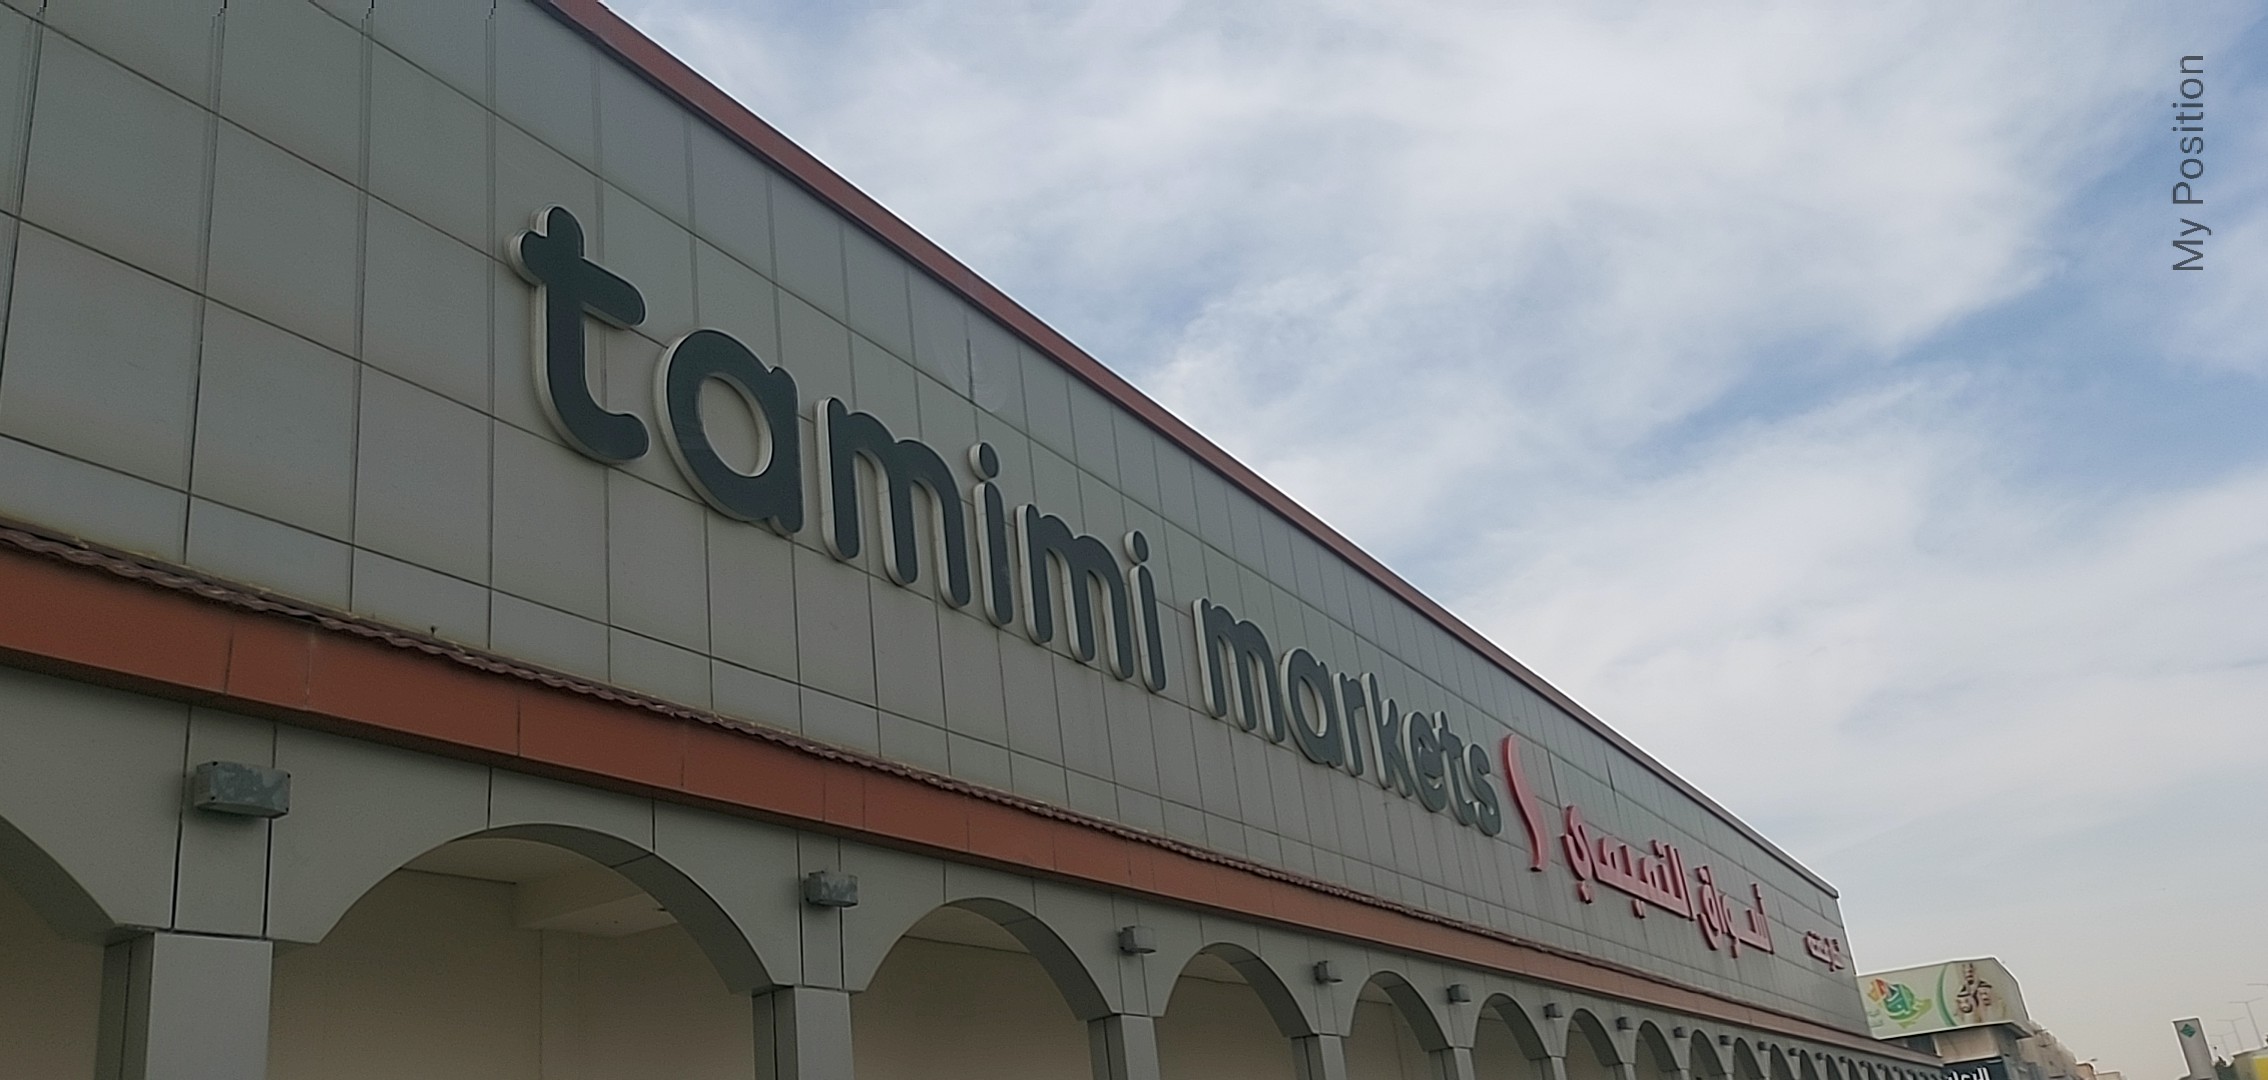 tamimi markets
أسواق التميمي
My Position